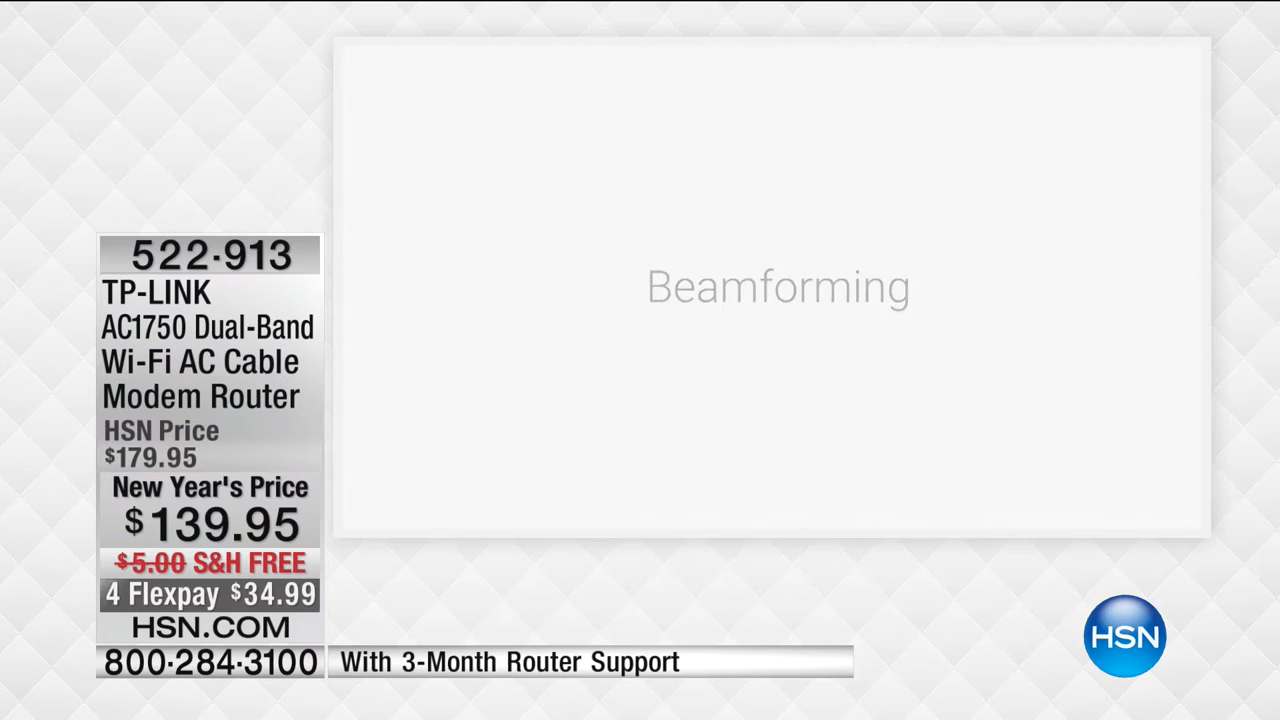 522·913
TP-LINK
AC1750 Dual-Band
Wi-Fi AC Cable
Modem Router
HSN Price
$179.95
New Year's Price
$139.95
$5.00 S&H FREE
4 Flexpay $34.99
HSN.COM
800·284·3100
With 3-Month Router Support
Beamforming
HSN